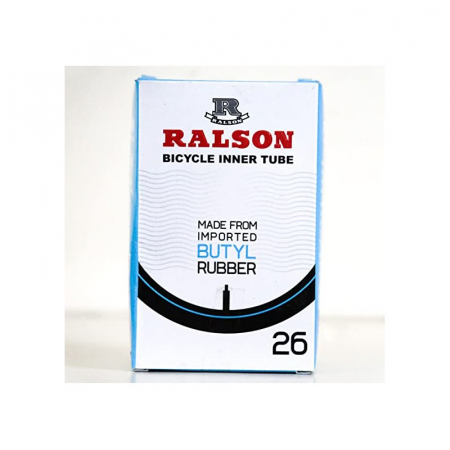 R
RALSON
RALSON
BICYCLE INNER TUBE
MADE FROM
IMPORTED
BUTYL
RUBBER
26